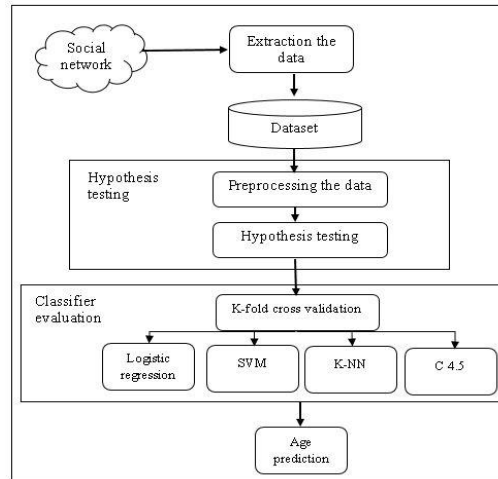 Social
network
Extraction the
data
Dataset
Hypothesis
testing
Preprocessing the data
Hypothesis testing
Classifier
evaluation
K-fold cross validation
Logistic
regression
SVM
K-NN
C 4.5
Age
prediction